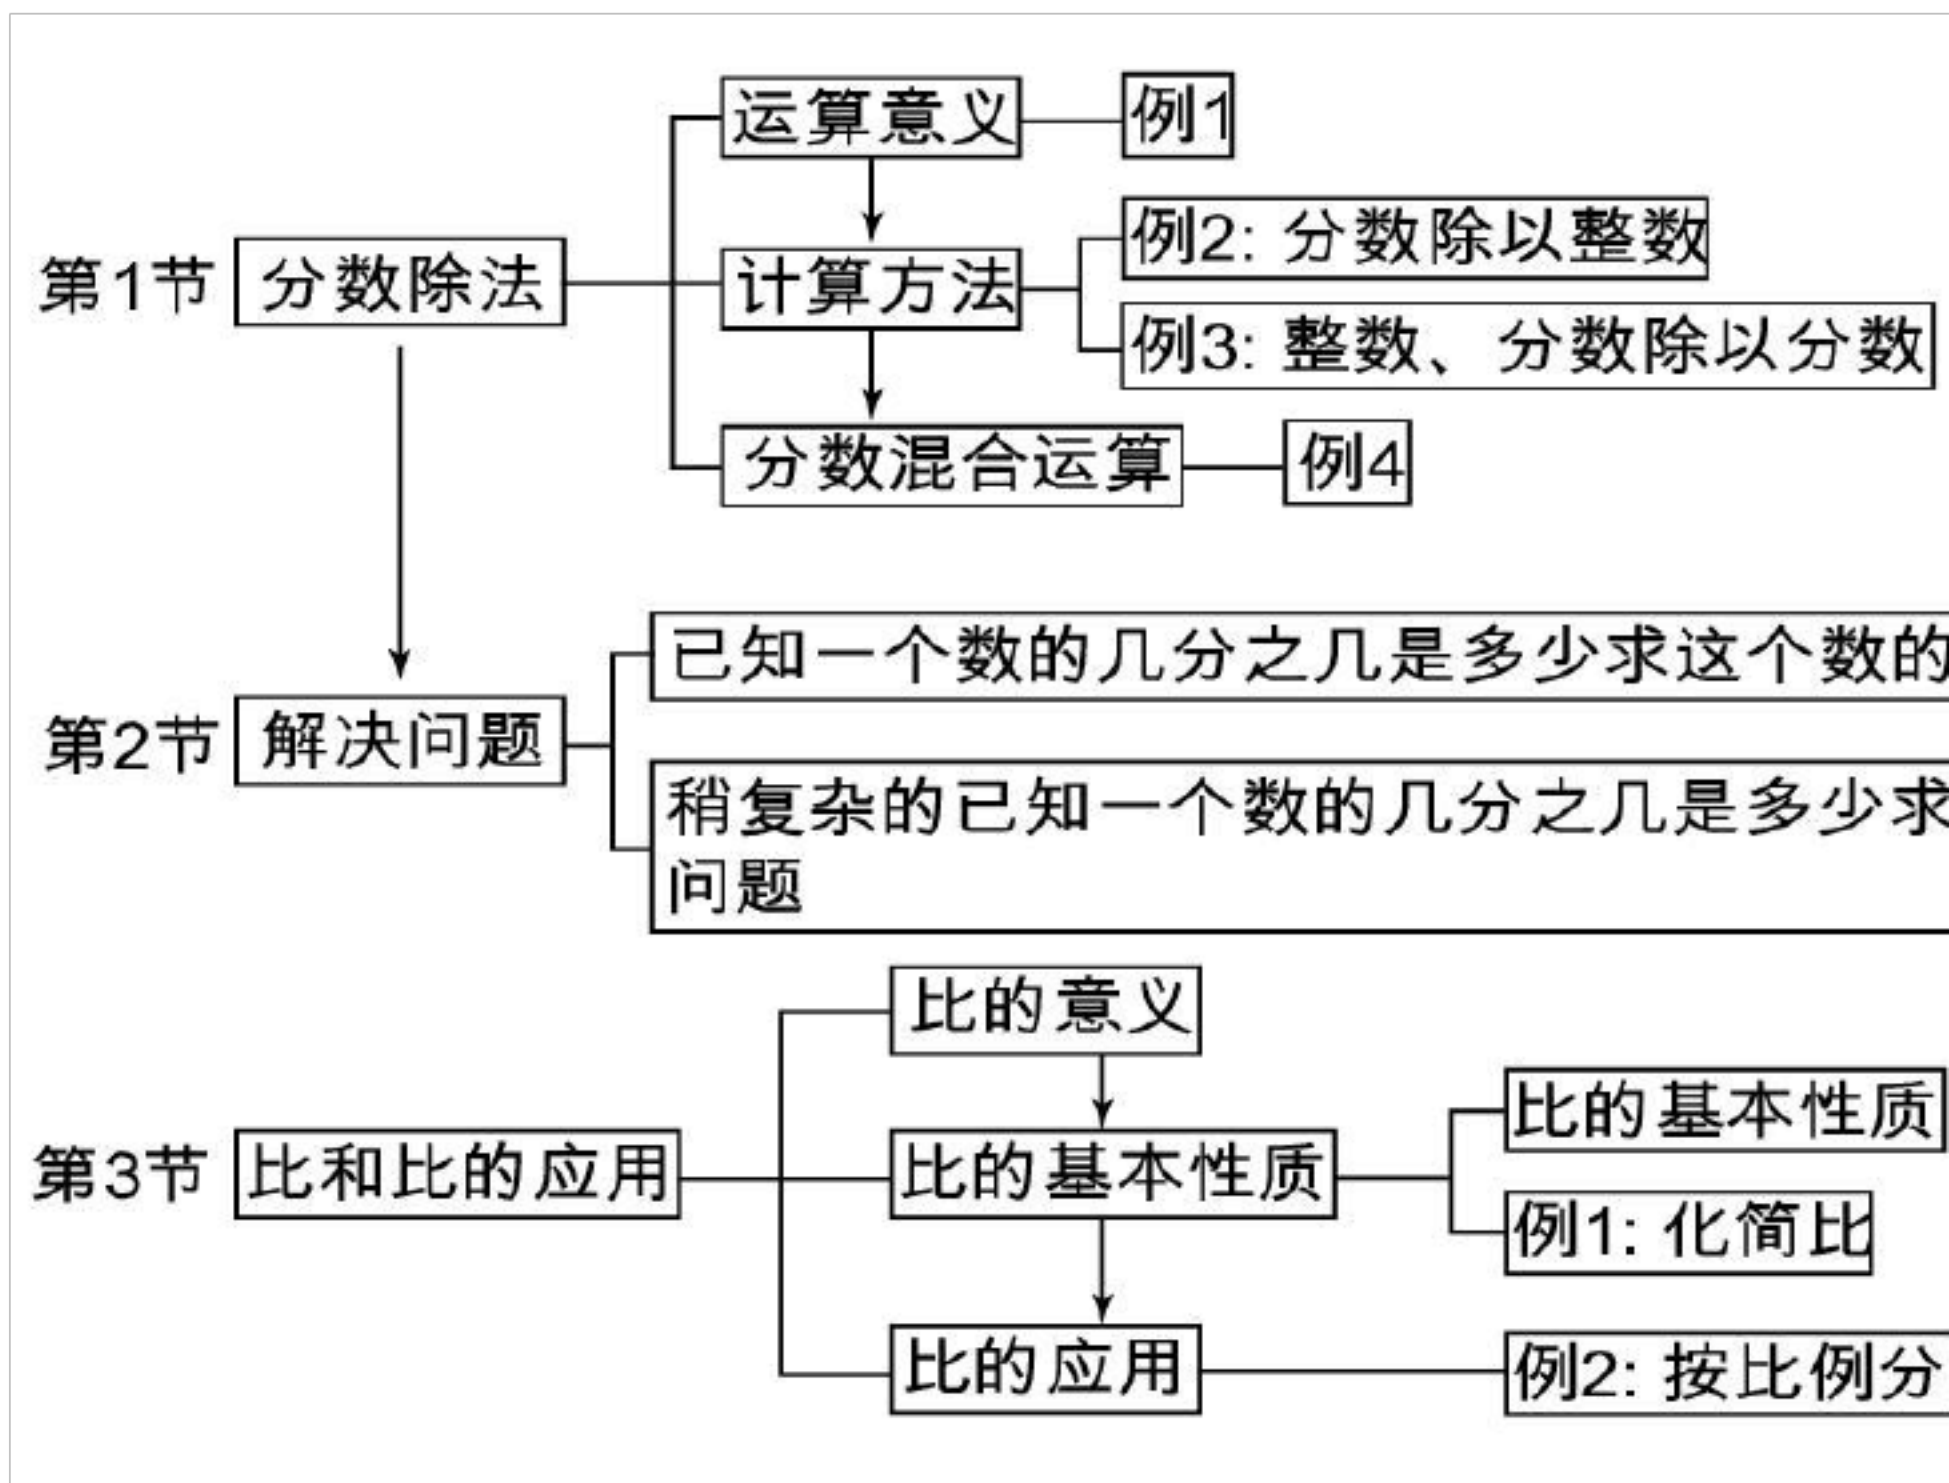 运算意义
例1
例2: 分数除以整数
第1节
分数除法
计算方法
例3: 整数、分数除以分数
分数混合运算
例4
已知一个数的几分之几是多少求这个数的
第2节
解决问题
稍复杂的已知一个数的几分之几是多少求
问题
比的意义
比的基本性质
第3节
比和比的应用
比的基本性质
例1: 化简比
比的应用
例2: 按比例分